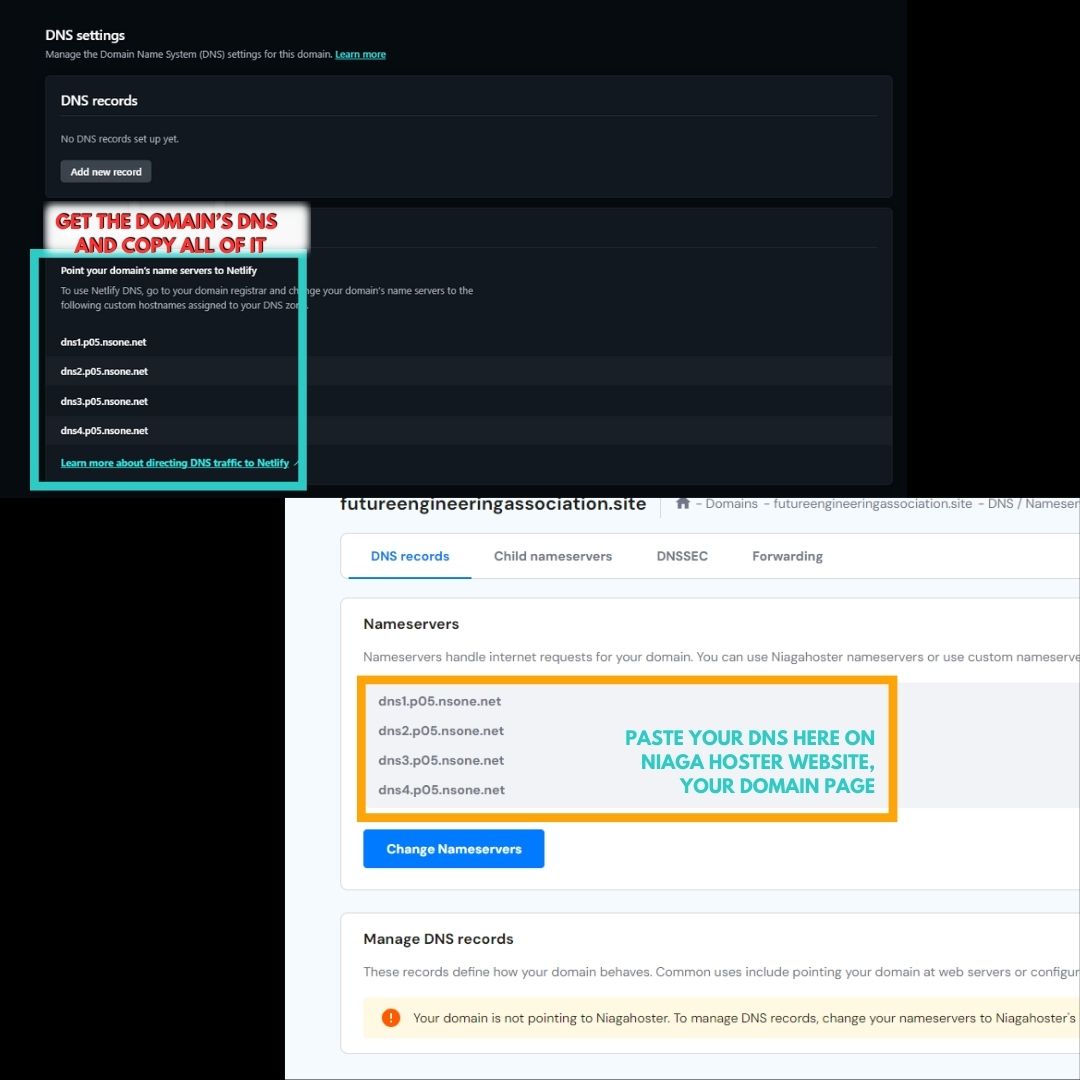 DNS settings
Manage the Domain Name System (DNS) settings for this domain. Learn more
DNS records
No DNS records set up yet.
Add new record
GET THE DOMAIN'S DNS
AND COPY ALL OF IT
Point your domain's name servers to Netlify
To use Netlify DNS, go to your domain registrar and change your domain's name servers to the
following custom hostnames assigned to your DNS
dns1.p05.nsone.net
dns2.p05.nsone.net
dns3.p05.nsone.net
dns4.p05.nsone.net
Learn more about directing DNS traffic to Netlify
futureengineeringassociation.site
– Domains – futureengineeringassociation.site – DNS / Nameser
DNS records Child nameservers DNSSEC Forwarding
Nameservers
Nameservers handle internet requests for your domain. You can use Niagahoster nameservers or use custom nameserve
dns1.p05.nsone.net
dns2.p05.nsone.net
dns3.p05.nsone.net
dns4.p05.nsone.net
PASTE YOUR DNS HERE ON
NIAGA HOSTER WEBSITE,
YOUR DOMAIN PAGE
Change Nameservers
Manage DNS records
These records define how your domain behaves. Common uses include pointing your domain at web servers or configur
Your domain is not pointing to Niagahoster. To manage DNS records, change your nameservers to Niagahoster's